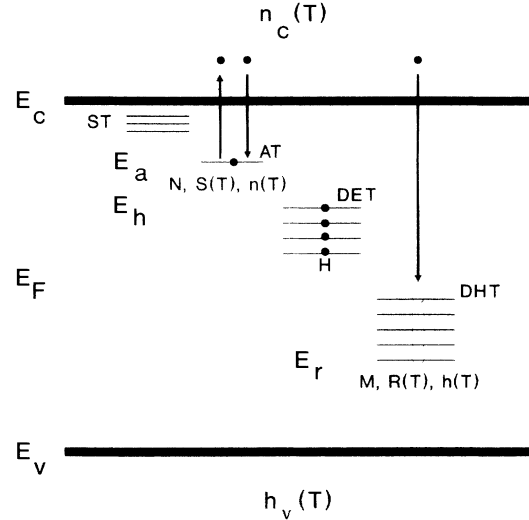 n_c(T)
E_c
ST
E_a
AT
N, S(T), n(T)
E_h
DET
H
E_F
DHT
E_r
M, R(T), h(T)
E_v
h_v(T)